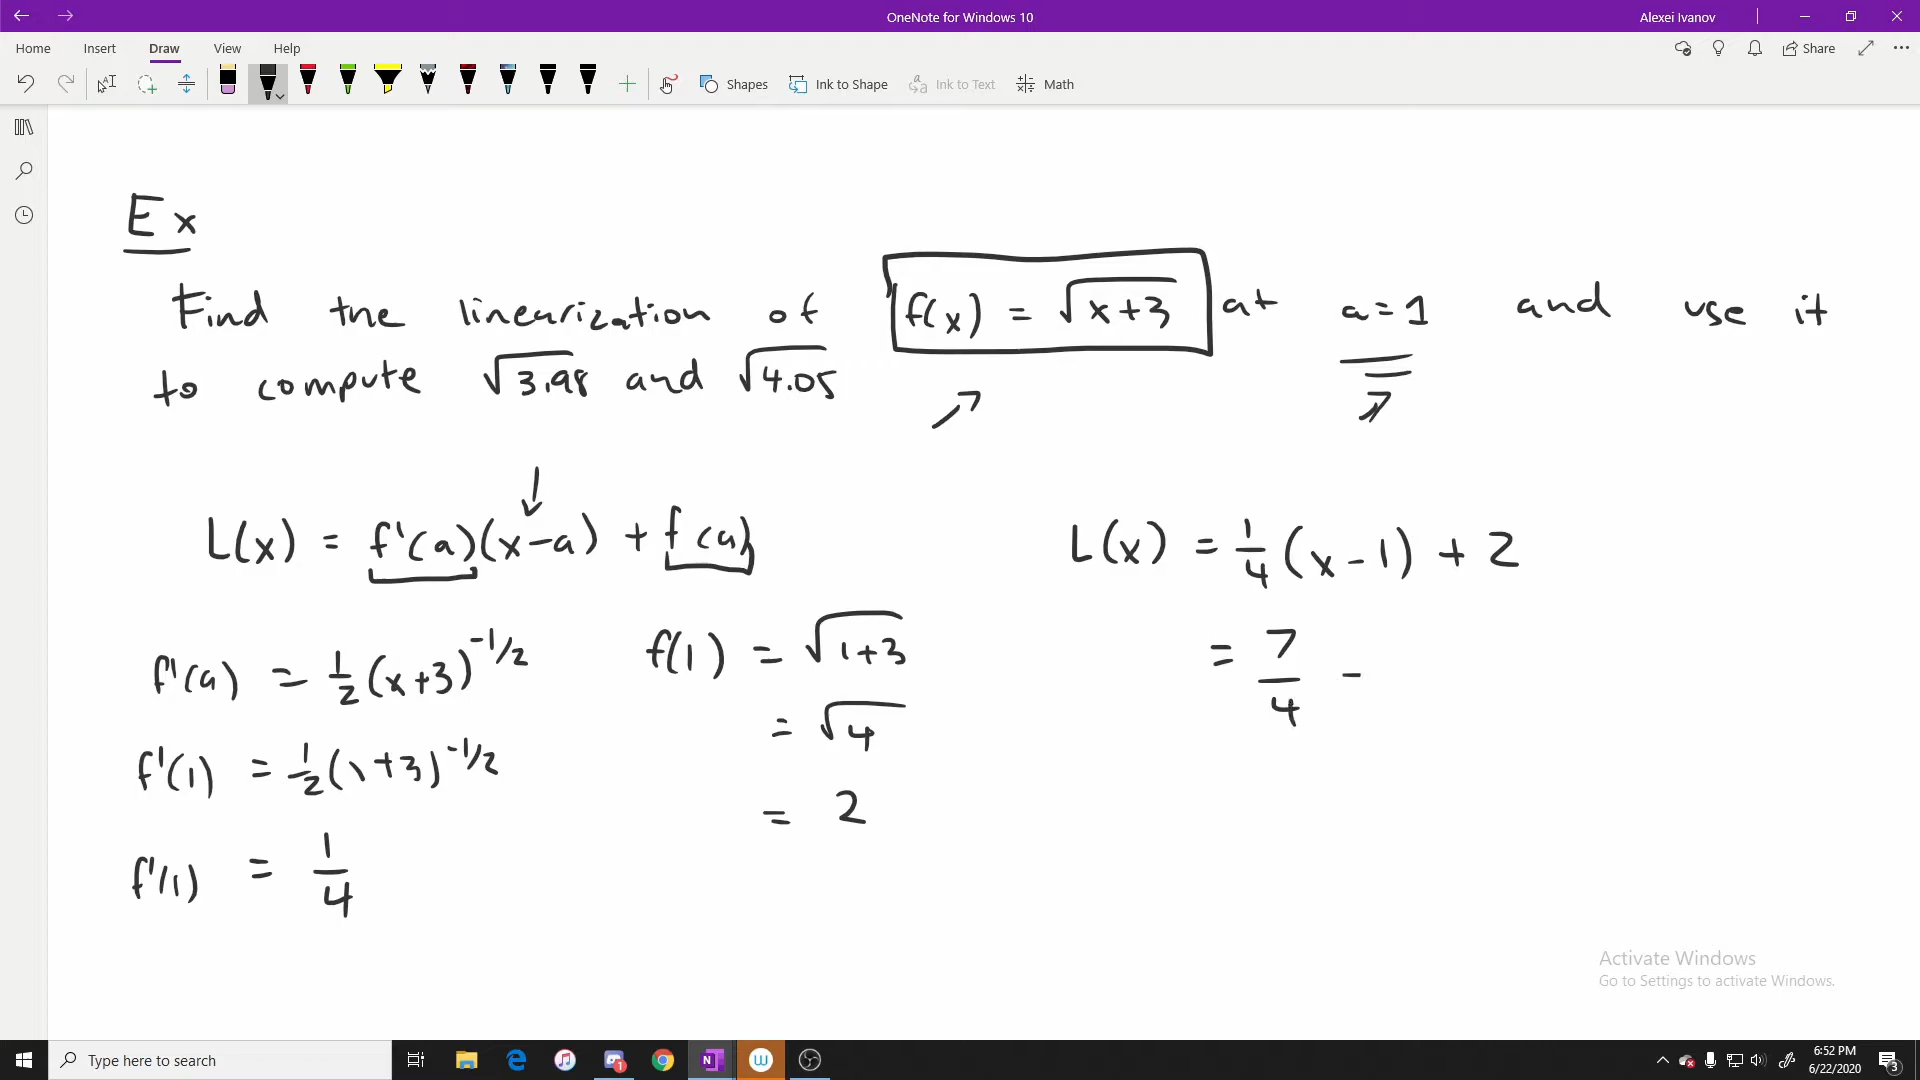 OneNote for Windows 10
Alexei Ivanov
Home Insert Draw View Help
Share
Shapes Ink to Shape Ink to Text Math
Ex
Find the linearization of f(x) = √(x+3) at a=1 and use it
to compute √3.98 and √4.05
L(x) = f'(a)(x-a) + f(a)
L(x) = 1/4 (x-1) + 2
f'(a) = 1/2 (x+3)^-1/2
f(1) = √(1+3)
= 7/4 -
= √4
f'(1) = 1/2 (1+3)^-1/2
= 2
f'(1) = 1/4
Activate Windows
Go to Settings to activate Windows.
Type here to search
1
N
W
6:52 PM
6/22/2020
3